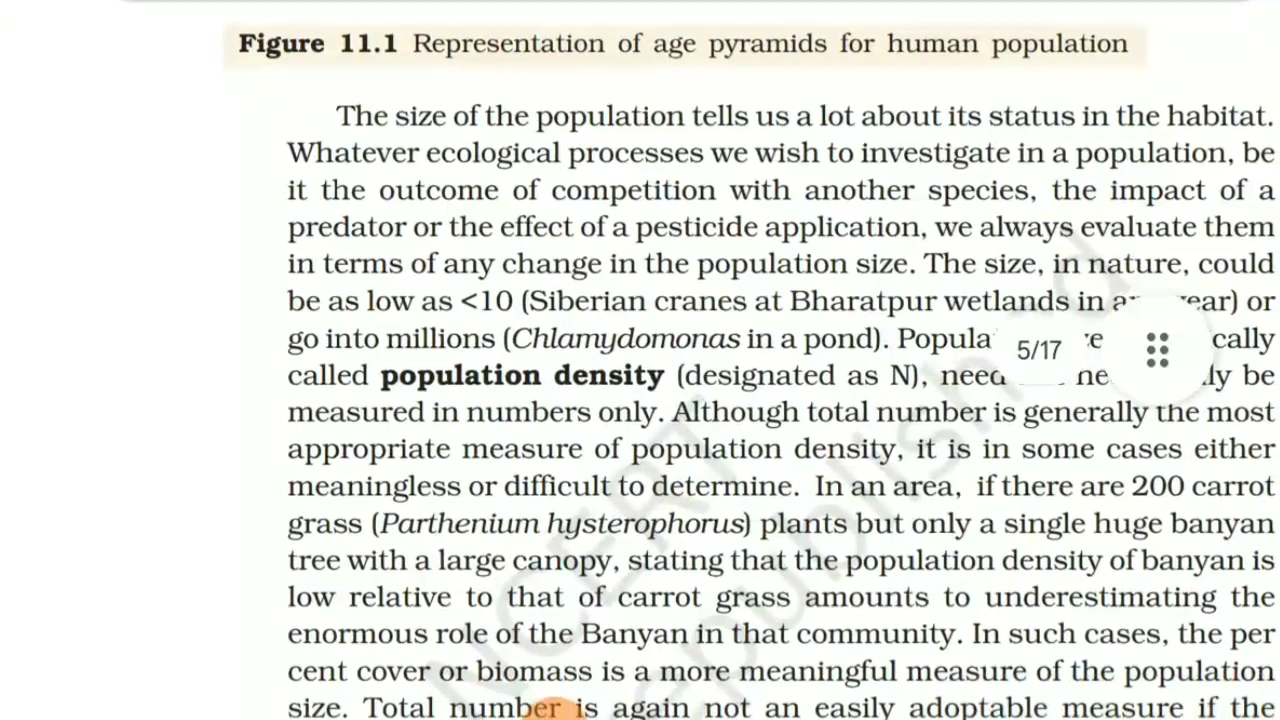 Figure 11.1 Representation of age pyramids for human population
The size of the population tells us a lot about its status in the habitat.
Whatever ecological processes we wish to investigate in a population, be
it the outcome of competition with another species, the impact of a
predator or the effect of a pesticide application, we always evaluate them
in terms of any change in the population size. The size, in nature, could
be as low as <10 (Siberian cranes at Bharatpur wetlands in or
go into millions (Chlamydomonas in a pond).
5/17
called population density (designated as N), be
measured in numbers only. Although total number is generally the most
appropriate measure of population density, it is in some cases either
meaningless or difficult to determine. In an area, if there are 200 carrot
grass (Parthenium hysterophorus) plants but only a single huge banyan
tree with a large canopy, stating that the population density of banyan is
low relative to that of carrot grass amounts to underestimating the
enormous role of the Banyan in that community. In such cases, the per
cent cover or biomass is a more meaningful measure of the population
size. Total number is again not an easily adoptable measure if the
NCERT